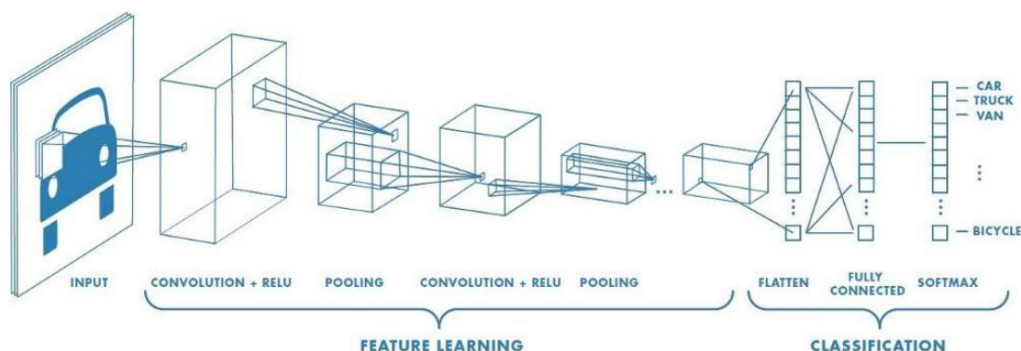 CAR
TRUCK
VAN
BICYCLE
INPUT
CONVOLUTION + RELU
POOLING
CONVOLUTION + RELU
POOLING
FLATTEN
FULLY
CONNECTED
SOFTMAX
FEATURE LEARNING
CLASSIFICATION